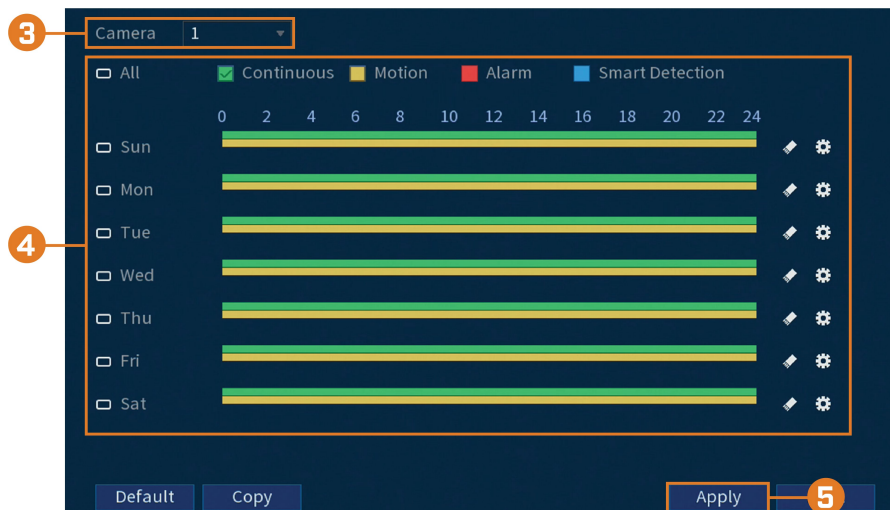 3 Camera 1
All Continuous Motion Alarm Smart Detection
0 2 4 6 8 10 12 14 16 18 20 22 24
Sun
Mon
4 Tue
Wed
Thu
Fri
Sat
Default Copy Apply 5